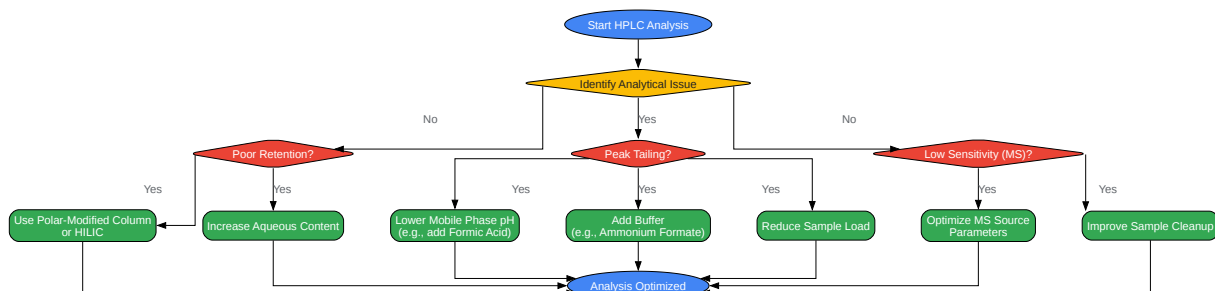 Start HPLC Analysis
Identify Analytical Issue
No
Yes
No
Poor Retention?
Peak Tailing?
Low Sensitivity (MS)?
Yes
Yes
Yes
Yes
Yes
Yes
Yes
Use Polar-Modified Column
or HILIC
Increase Aqueous Content
Lower Mobile Phase pH
(e.g., add Formic Acid)
Add Buffer
(e.g., Ammonium Formate)
Reduce Sample Load
Optimize MS Source
Parameters
Improve Sample Cleanup
Analysis Optimized